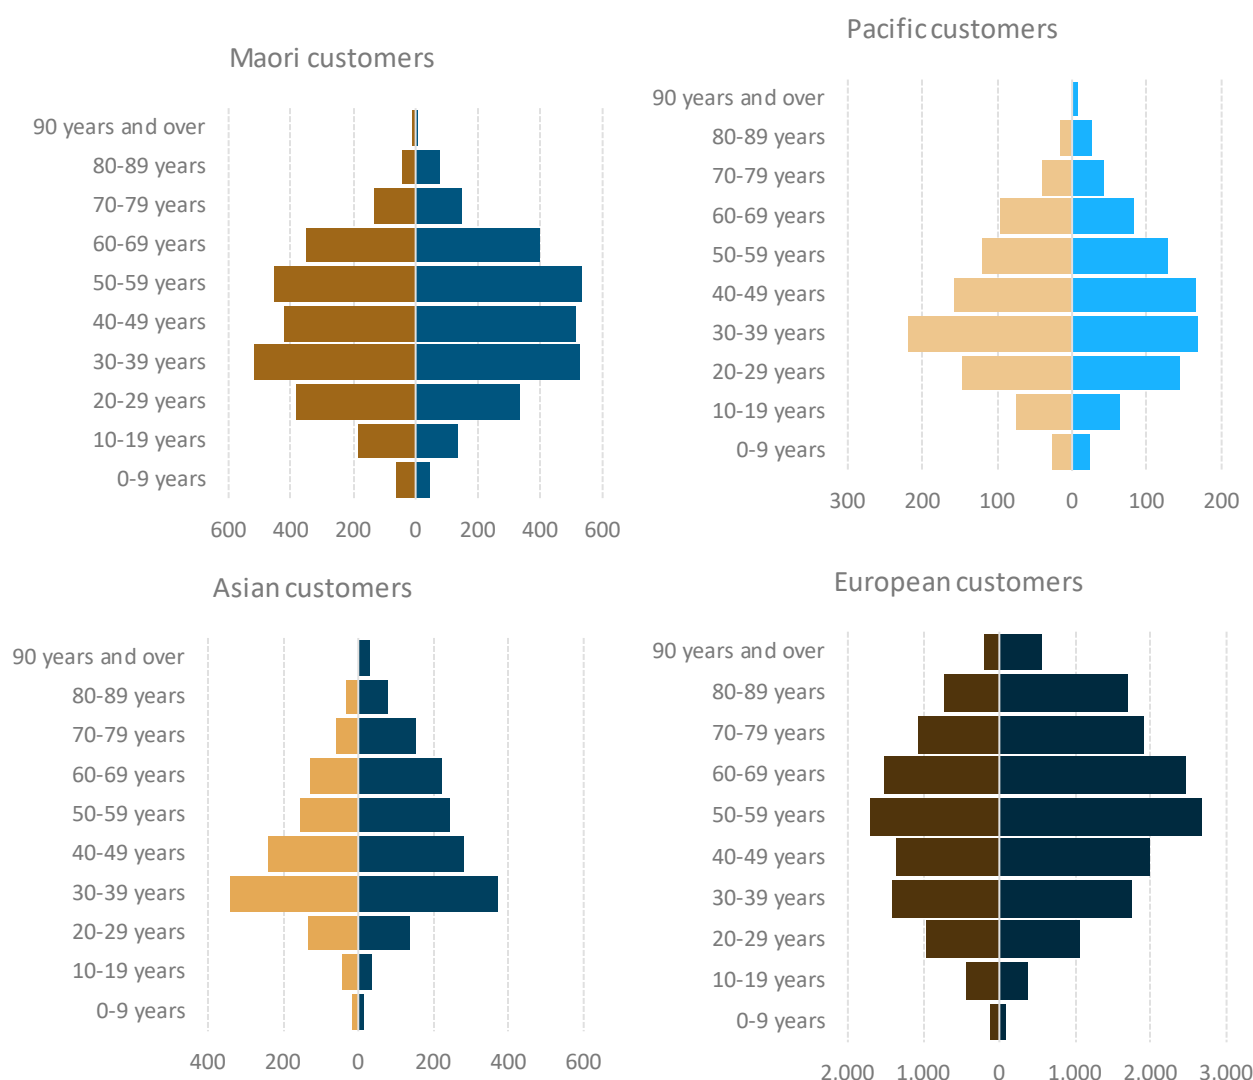 Maori customers
90 years and over
80-89 years
70-79 years
60-69 years
50-59 years
40-49 years
30-39 years
20-29 years
10-19 years
0-9 years
600 400 200 0 200 400 600
Pacific customers
90 years and over
80-89 years
70-79 years
60-69 years
50-59 years
40-49 years
30-39 years
20-29 years
10-19 years
0-9 years
300 200 100 0 100 200
Asian customers
90 years and over
80-89 years
70-79 years
60-69 years
50-59 years
40-49 years
30-39 years
20-29 years
10-19 years
0-9 years
400 200 0 200 400 600
European customers
90 years and over
80-89 years
70-79 years
60-69 years
50-59 years
40-49 years
30-39 years
20-29 years
10-19 years
0-9 years
2.000 1.000 0 1.000 2.000 3.000